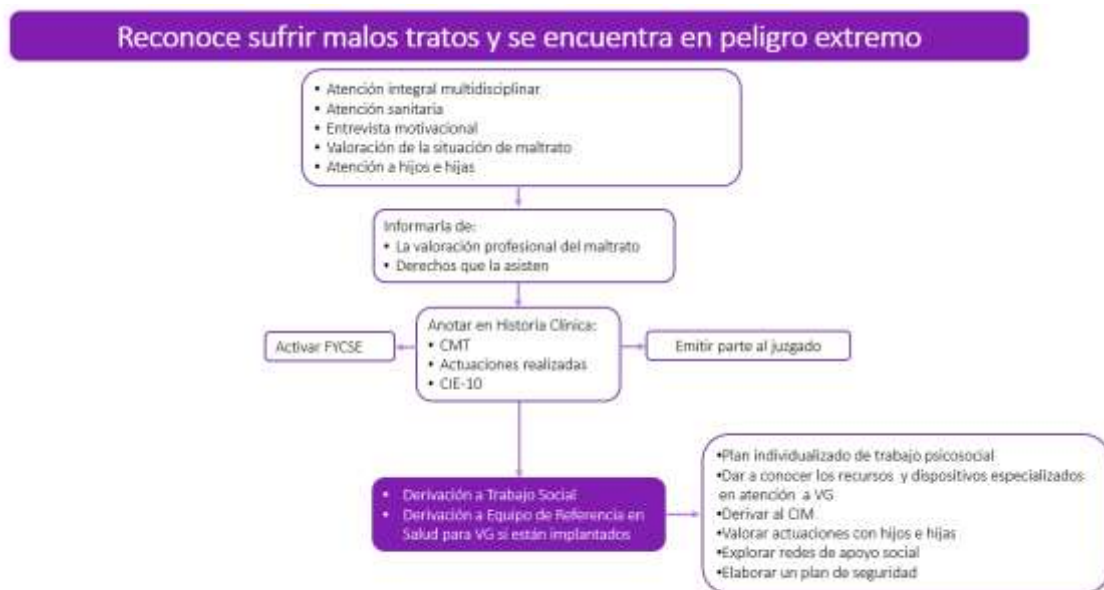 Reconoce sufrir malos tratos y se encuentra en peligro extremo
• Atención integral multidisciplinar
• Atención sanitaria
• Entrevista motivacional
• Valoración de la situación de maltrato
• Atención a hijos e hijas
Informarla de:
• La valoración profesional del maltrato
• Derechos que la asisten
Anotar en Historia Clínica:
• CMT
• Actuaciones realizadas
• CIE-10
Activar FYCSE
Emitir parte al juzgado
• Derivación a Trabajo Social
• Derivación a Equipo de Referencia en
Salud para VG si están implantados
•Plan individualizado de trabajo psicosocial
•Dar a conocer los recursos y dispositivos especializados
en atención a VG
•Derivar al CIM
•Valorar actuaciones con hijos e hijas
•Explorar redes de apoyo social
•Elaborar un plan de seguridad